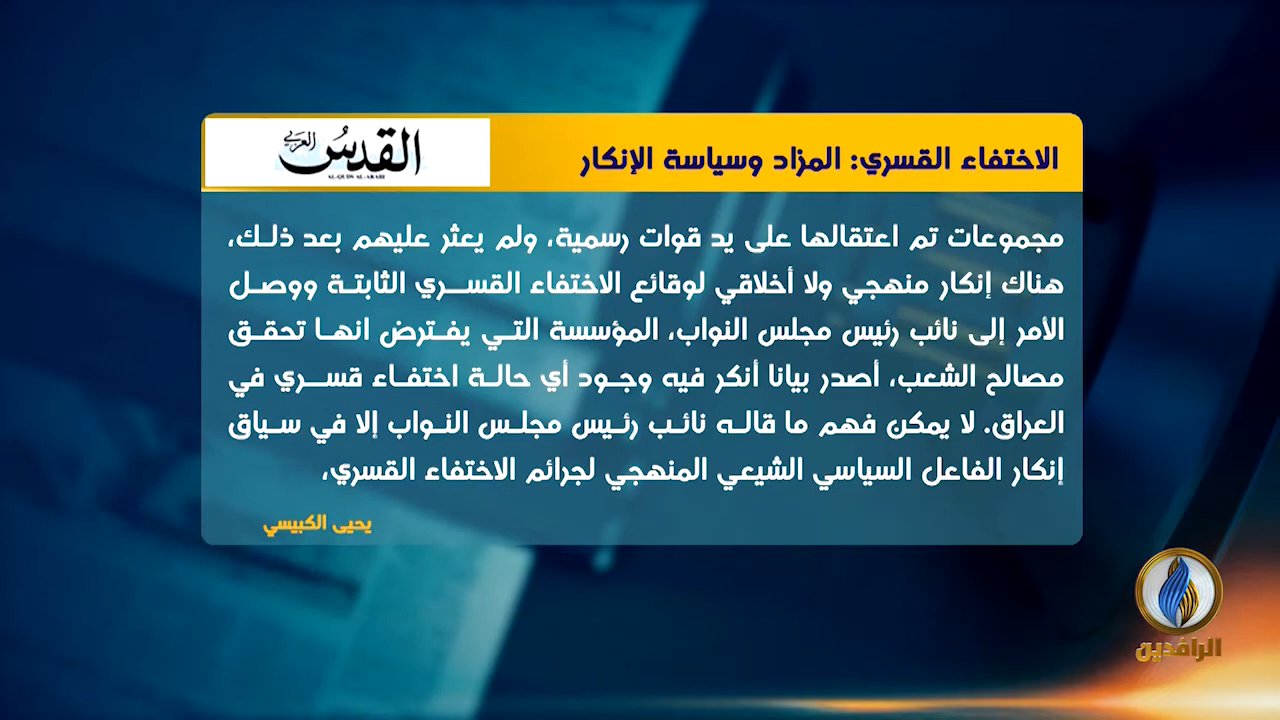 القدس العربي
AL-QUDS AL-ARABI
الاختفاء القسري: المزاد وسياسة الإنكار
مجموعات تم اعتقالها على يد قوات رسمية، ولم يعثر عليهم بعد ذلك،
هناك إنكار منهجي ولا أخلاقي لوقائع الاختفاء القسري الثابتة ووصل
الأمر إلى نائب رئيس مجلس النواب، المؤسسة التي يفترض انها تحقق
مصالح الشعب، أصدر بيانا أنكر فيه وجود أي حالة اختفاء قسري في
العراق. لا يمكن فهم ما قاله نائب رئيس مجلس النواب إلا في سياق
إنكار الفاعل السياسي الشيعي المنهجي لجرائم الاختفاء القسري،
يحيى الكبيسي
الرافدين